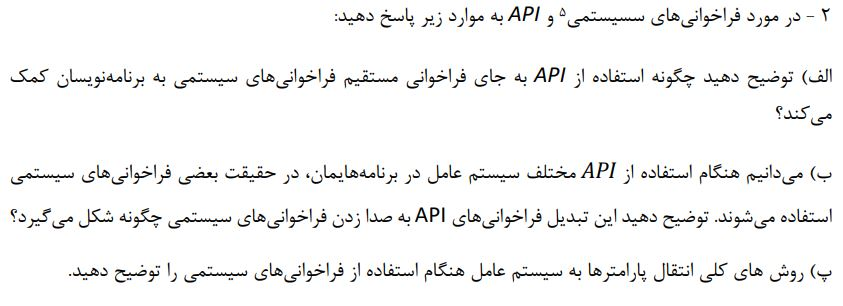 ۲ - در مورد فراخوانی‌های سسیستمی۵ و API به موارد زیر پاسخ دهید:
الف) توضیح دهید چگونه استفاده از API به جای فراخوانی مستقیم فراخوانی‌های سیستمی به برنامه‌نویسان کمک
می‌کند؟
ب) می‌دانیم هنگام استفاده از API مختلف سیستم عامل در برنامه‌هایمان، در حقیقت بعضی فراخوانی‌های سیستمی
استفاده می‌شوند. توضیح دهید این تبدیل فراخوانی‌های API به صدا زدن فراخوانی‌های سیستمی چگونه شکل می‌گیرد؟
پ) روش های کلی انتقال پارامترها به سیستم عامل هنگام استفاده از فراخوانی‌های سیستمی را توضیح دهید.